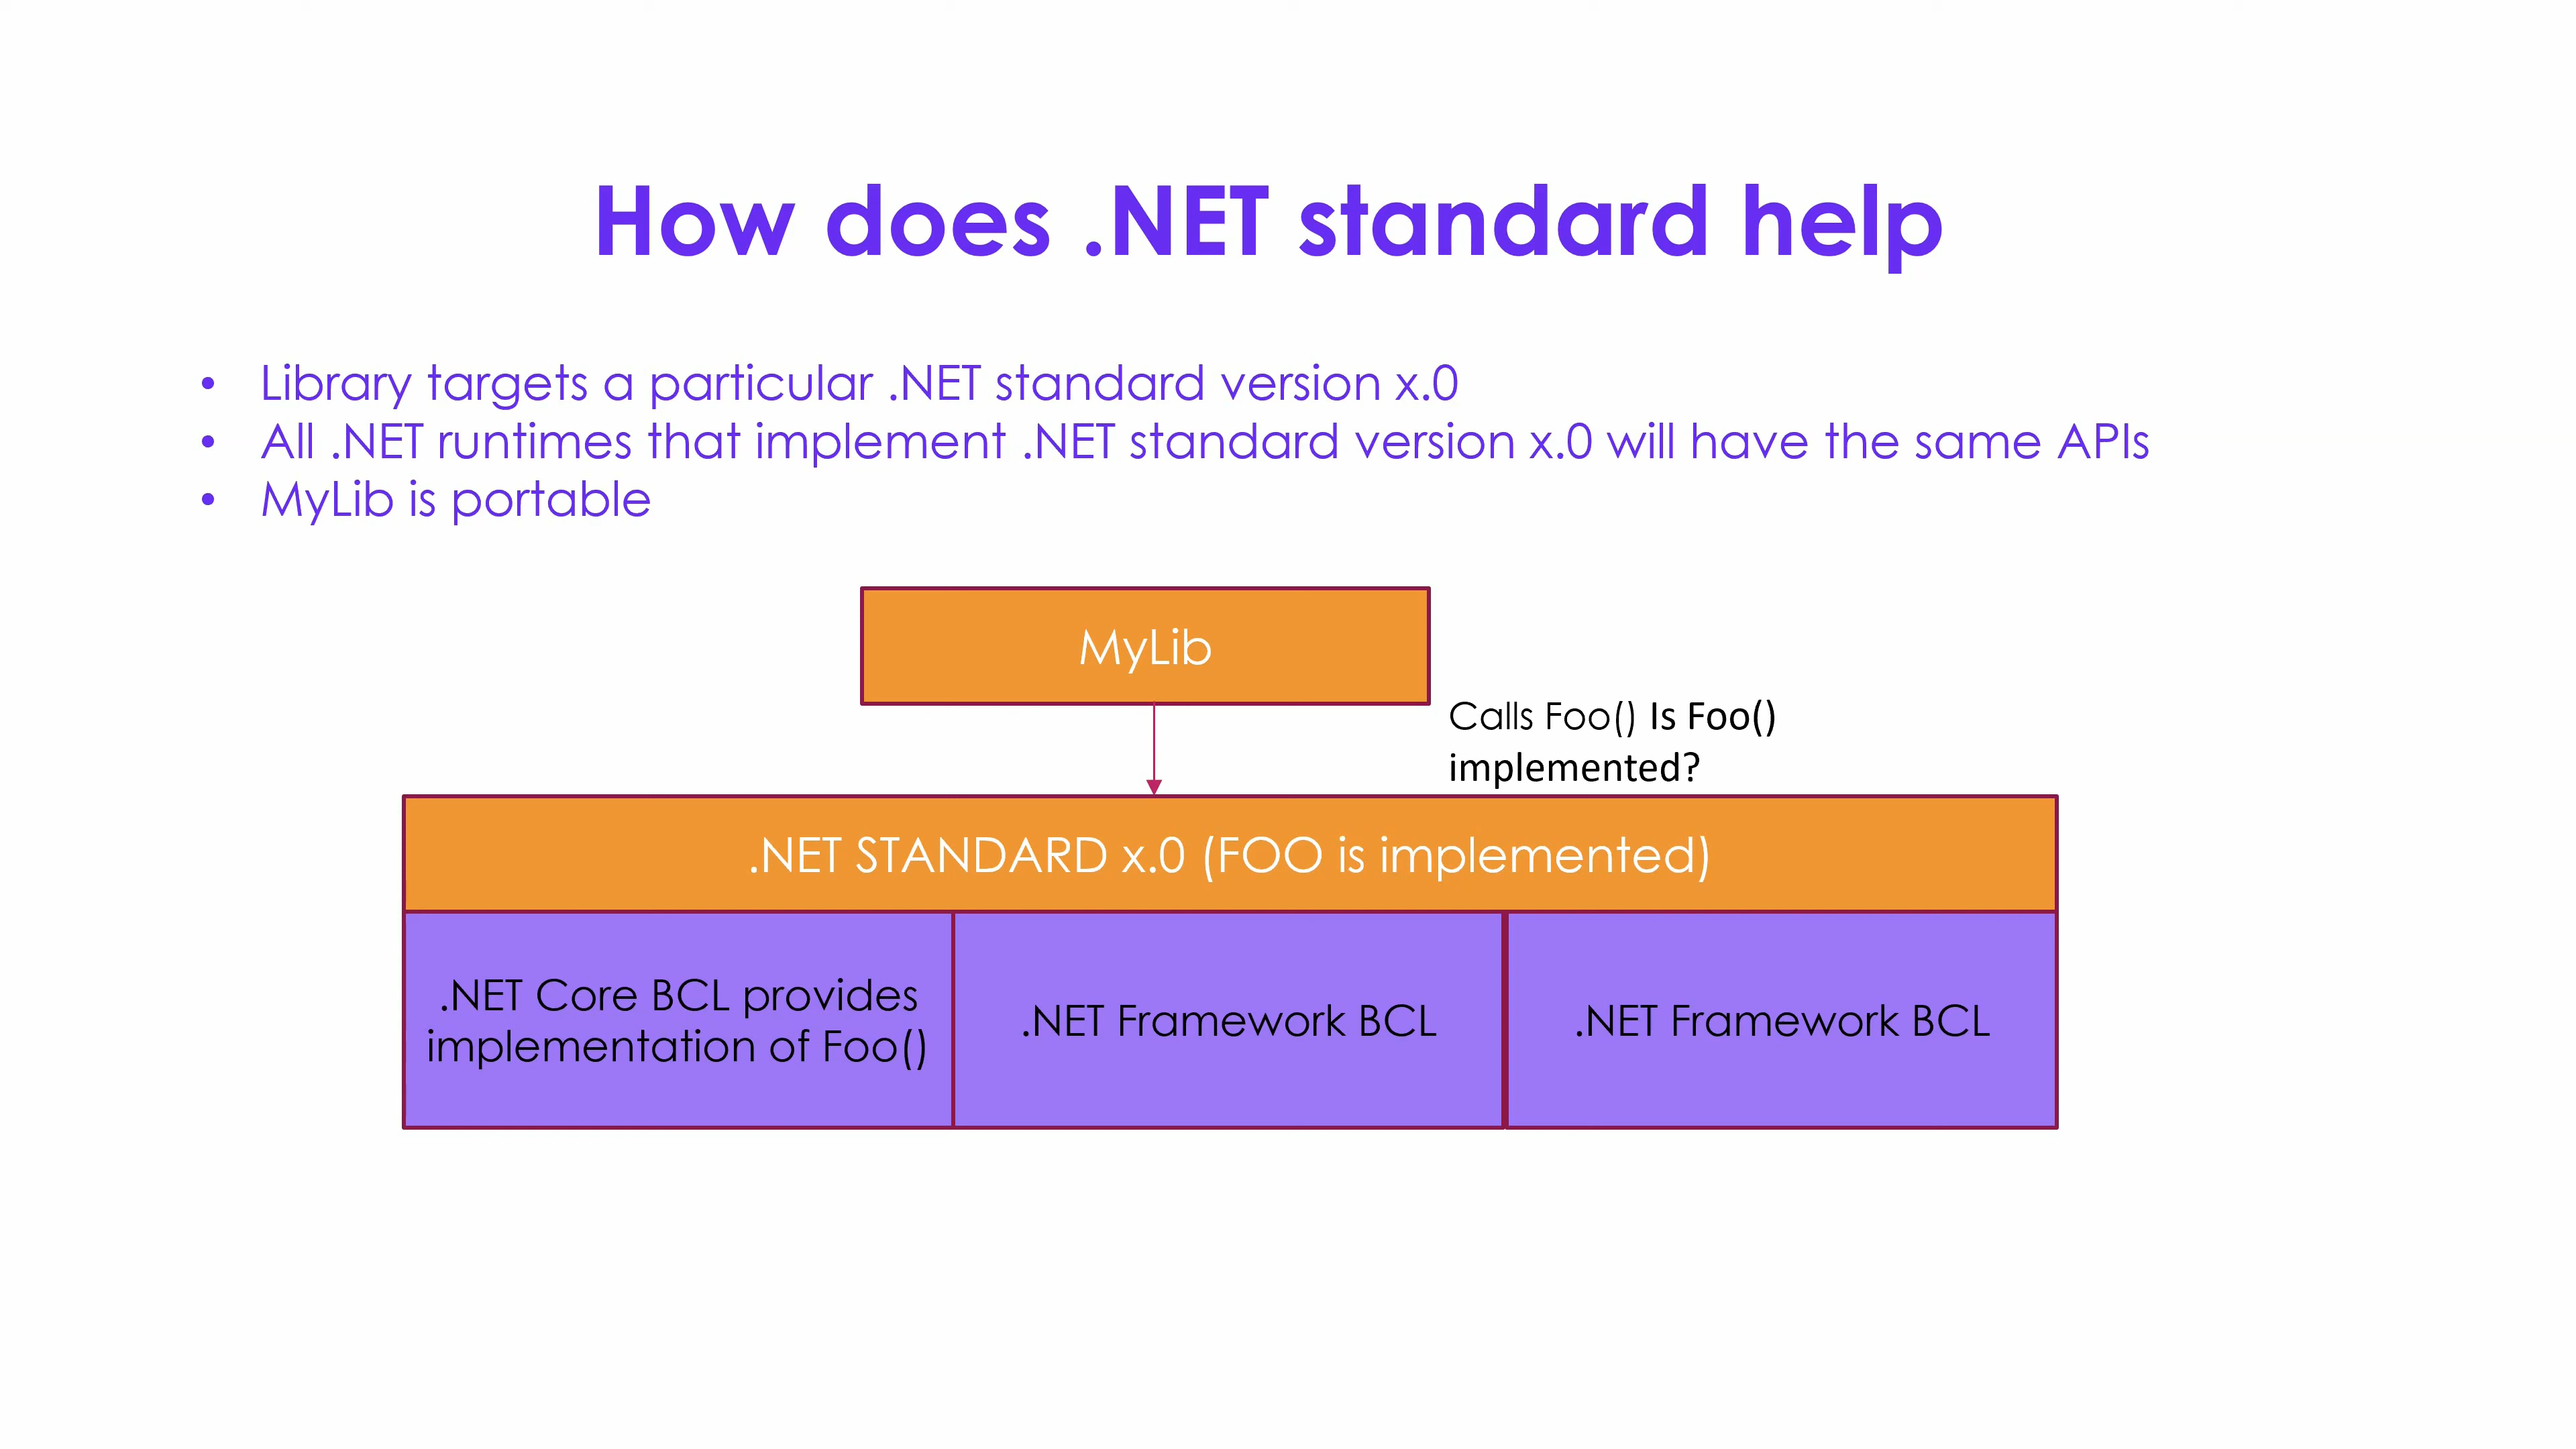 How does .NET standard help
• Library targets a particular .NET standard version x.0
• All .NET runtimes that implement .NET standard version x.0 will have the same APIs
• MyLib is portable
MyLib
Calls Foo() Is Foo()
implemented?
.NET STANDARD x.0 (FOO is implemented)
.NET Core BCL provides
implementation of Foo()
.NET Framework BCL
.NET Framework BCL